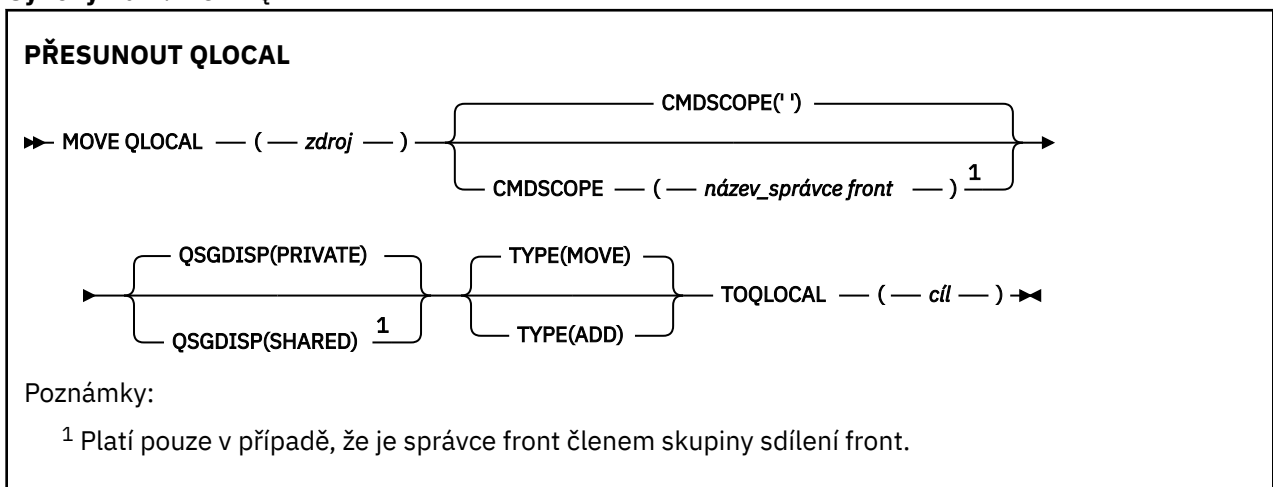 PŘESUNOUT QLOCAL
CMDSCOPE(' ')
MOVE QLOCAL ( zdroj )
CMDSCOPE ( název_správce front ) 1
QSGDISP(PRIVATE) TYPE(MOVE)
TOQLOCAL ( cíl )
QSGDISP(SHARED) 1 TYPE(ADD)
Poznámky:
1 Platí pouze v případě, že je správce front členem skupiny sdílení front.